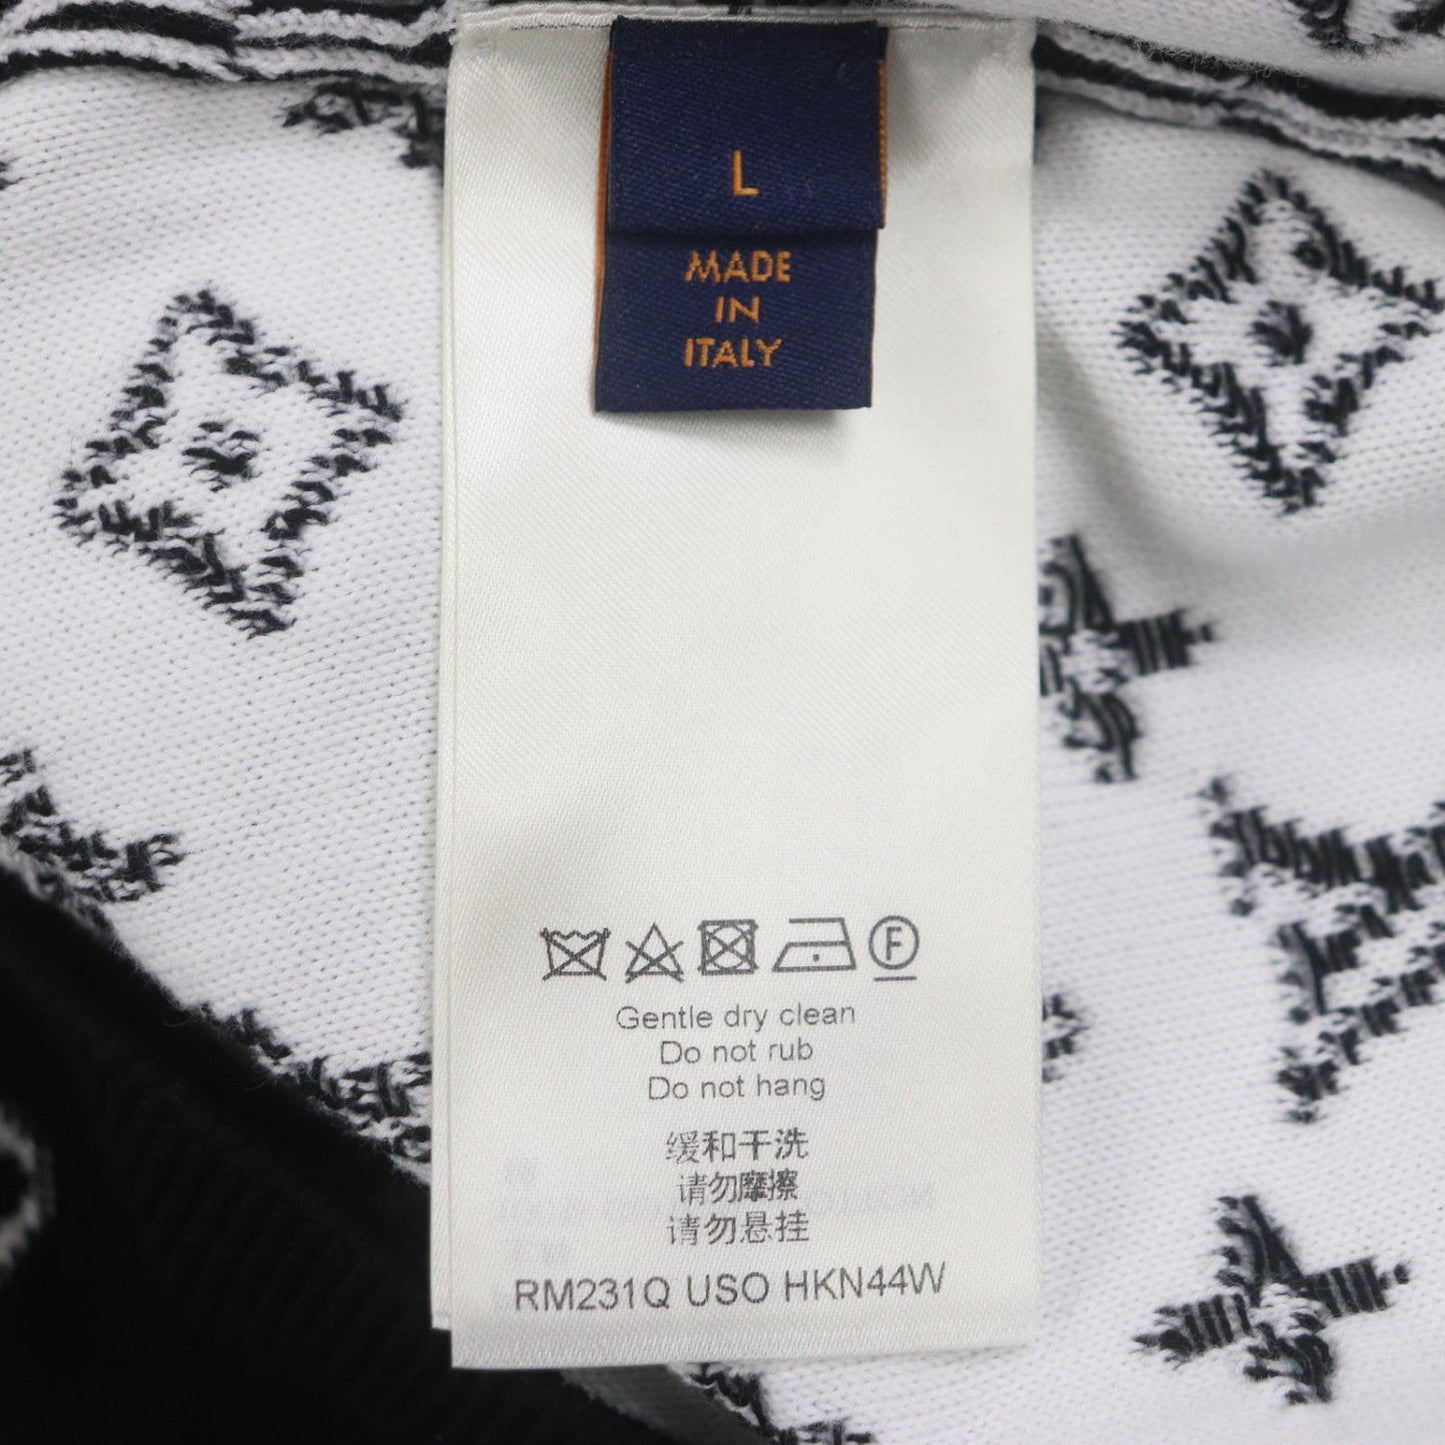 L
MADE
IN
ITALY
F
Gentle dry clean
Do not rub
Do not hang
缓和干洗
请勿摩擦
请勿悬挂
RM231Q USO HKN44W